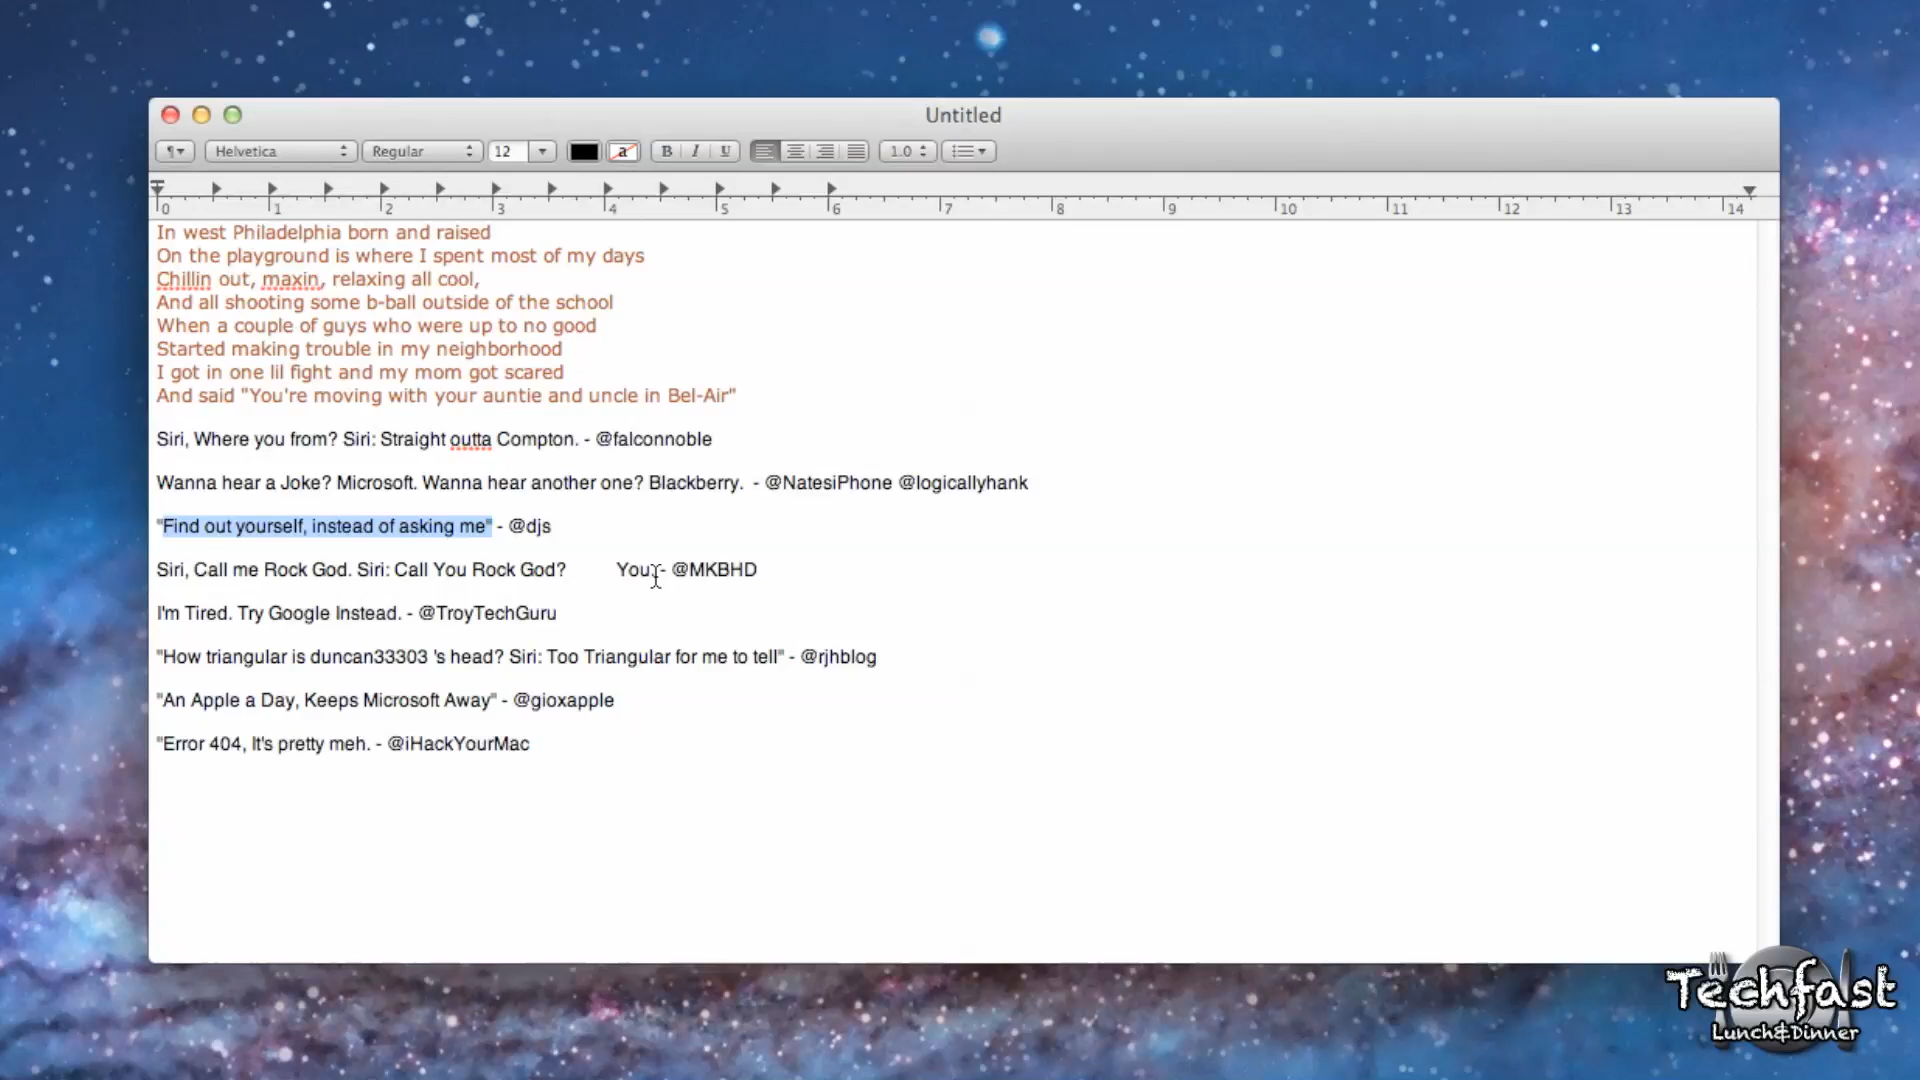 Untitled
Helvetica Regular 12 a B I U 1.0
0 1 2 3 4 5 6 7 8 9 10 11 12 13 14
In west Philadelphia born and raised
On the playground is where I spent most of my days
Chillin out, maxin, relaxing all cool,
And all shooting some b-ball outside of the school
When a couple of guys who were up to no good
Started making trouble in my neighborhood
I got in one lil fight and my mom got scared
And said "You're moving with your auntie and uncle in Bel-Air"
Siri, Where you from? Siri: Straight outta Compton. - @falconnoble
Wanna hear a Joke? Microsoft. Wanna hear another one? Blackberry.  - @NatesiPhone @logicallyhank
"Find out yourself, instead of asking me" - @djs
Siri, Call me Rock God. Siri: Call You Rock God? You - @MKBHD
I'm Tired. Try Google Instead. - @TroyTechGuru
"How triangular is duncan33303 's head? Siri: Too Triangular for me to tell" - @rjhblog
"An Apple a Day, Keeps Microsoft Away" - @gioxapple
"Error 404, It's pretty meh. - @iHackYourMac
Techfast
Lunch&Dinner